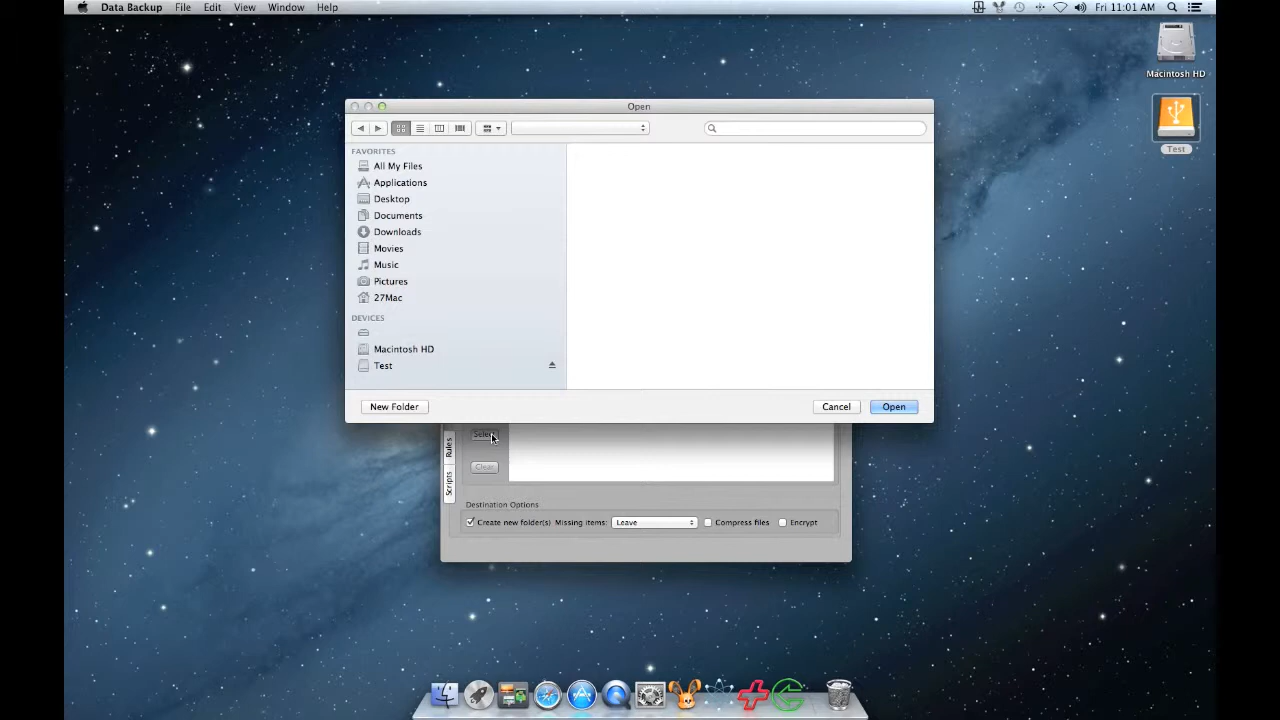 Data Backup File Edit View Window Help Fri 11:01 AM
Macintosh HD
Test
Open
FAVORITES
All My Files
Applications
Desktop
Documents
Downloads
Movies
Music
Pictures
27Mac
DEVICES
Macintosh HD
Test
New Folder Cancel Open
Rules
Select
Scripts
Clear
Destination Options
Create new folder(s) Missing items: Leave Compress files Encrypt